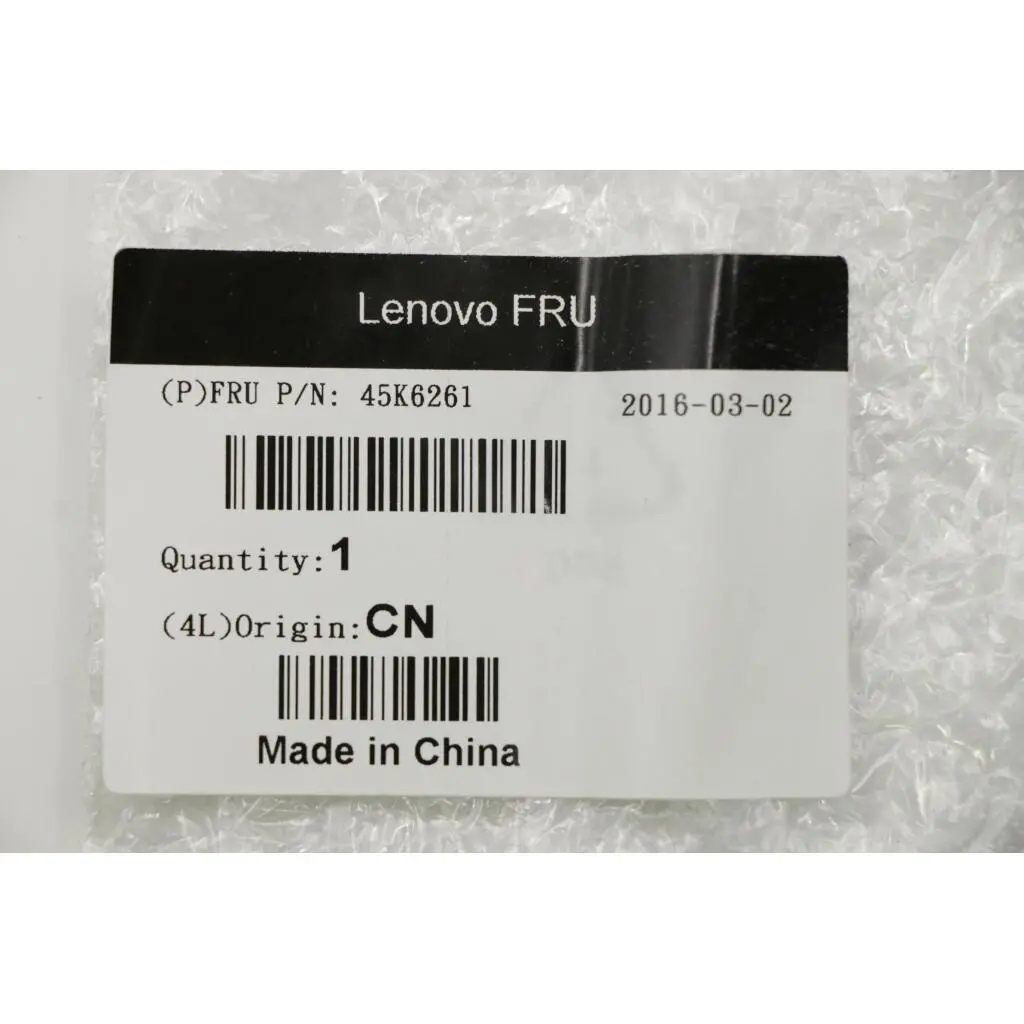 Lenovo FRU
(P)FRU P/N: 45K6261 2016-03-02
Quantity:1
(4L)Origin:CN
Made in China